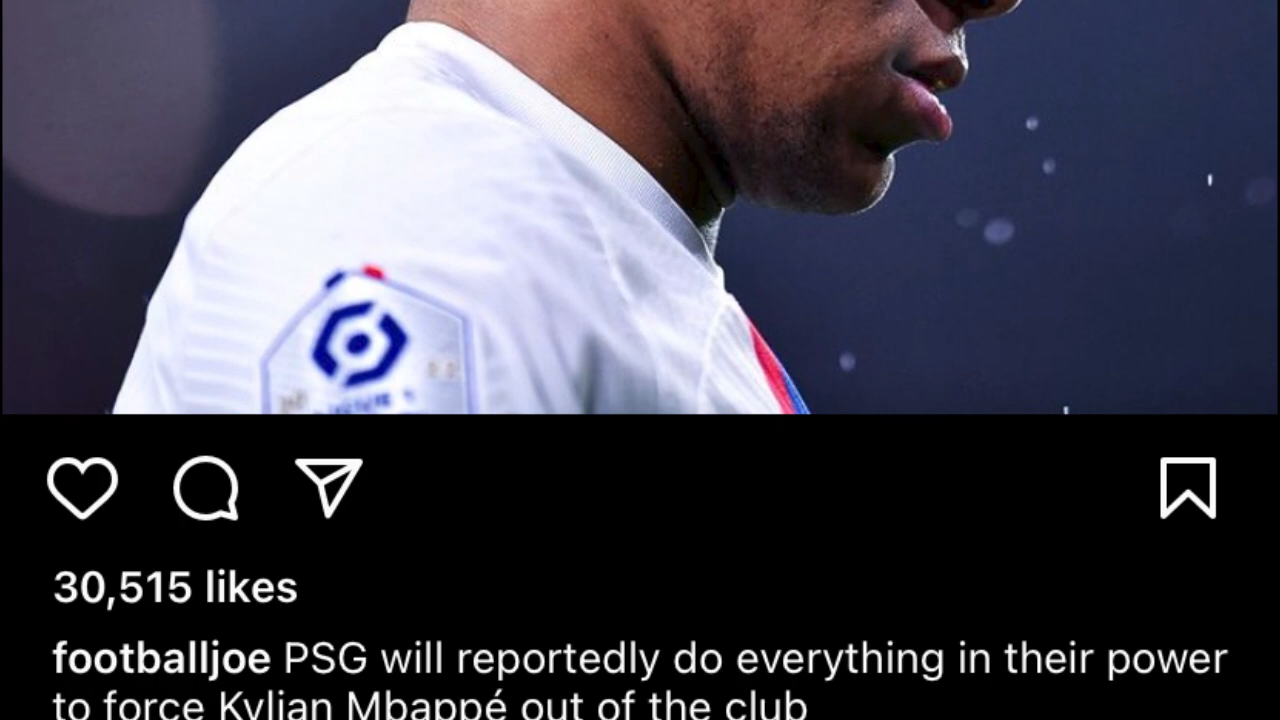 30,515 likes
footballjoe PSG will reportedly do everything in their power
to force Kylian Mbappé out of the club